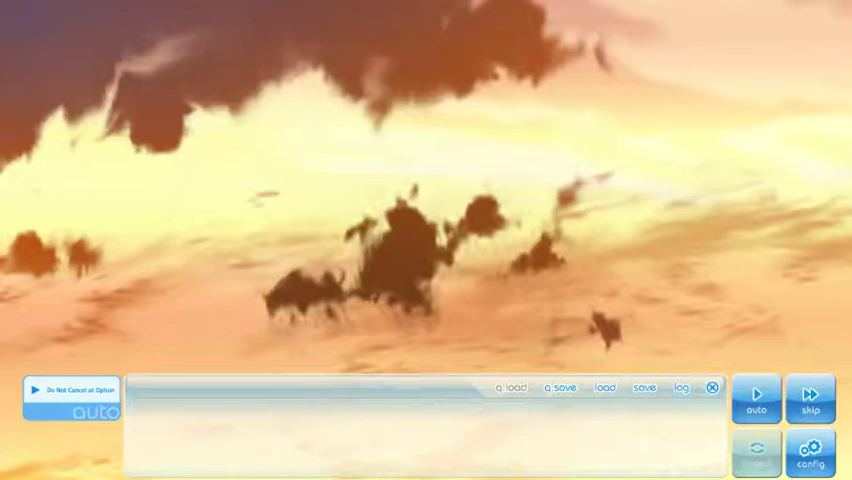 Do Not Cancel at Option
auto
q.load q.save load save log
auto
skip
config